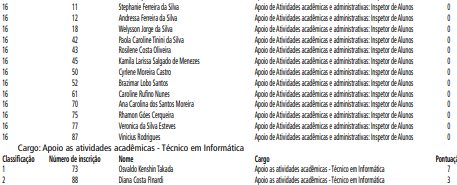 16 11 Stephanie Ferreira da Silva Apoio de Atividades acadêmicas e administrativas: Inspetor de Alunos 0
16 12 Andressa Ferreira da Silva Apoio de Atividades acadêmicas e administrativas: Inspetor de Alunos 0
16 18 Welysson Jorge da Silva Apoio de Atividades acadêmicas e administrativas: Inspetor de Alunos 0
16 42 Paola Caroline Tinini da Silva Apoio de Atividades acadêmicas e administrativas: Inspetor de Alunos 0
16 43 Rosilene Costa Oliveira Apoio de Atividades acadêmicas e administrativas: Inspetor de Alunos 0
16 45 Kamila Larissa Salgado de Menezes Apoio de Atividades acadêmicas e administrativas: Inspetor de Alunos 0
16 50 Cyrlene Moreira Castro Apoio de Atividades acadêmicas e administrativas: Inspetor de Alunos 0
16 52 Brazimar Lobo Santos Apoio de Atividades acadêmicas e administrativas: Inspetor de Alunos 0
16 61 Caroline Rufino Nunes Apoio de Atividades acadêmicas e administrativas: Inspetor de Alunos 0
16 70 Ana Carolina dos Santos Moreira Apoio de Atividades acadêmicas e administrativas: Inspetor de Alunos 0
16 75 Rhamon Góes Cerqueira Apoio de Atividades acadêmicas e administrativas: Inspetor de Alunos 0
16 77 Veronica da Silva Esteves Apoio de Atividades acadêmicas e administrativas: Inspetor de Alunos 0
16 87 Vinicius Rodrigues Apoio de Atividades acadêmicas e administrativas: Inspetor de Alunos 0
Cargo: Apoio as atividades acadêmicas - Técnico em Informática
Classificação Número de inscrição Nome Cargo Pontuaç
1 73 Osvaldo Kenshin Takada Apoio as atividades acadêmicas - Técnico em Informática 7
2 88 Diana Costa Finardi Apoio as atividades acadêmicas - Técnico em Informática 3